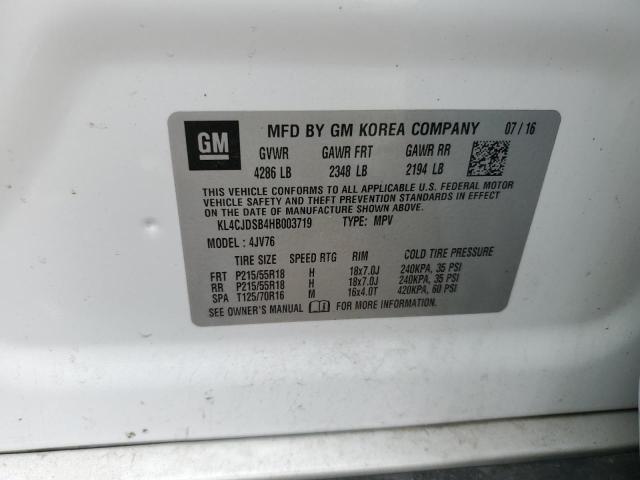 GM
MFD BY GM KOREA COMPANY 07/16
GVWR GAWR FRT GAWR RR
4286 LB 2348 LB 2194 LB
THIS VEHICLE CONFORMS TO ALL APPLICABLE U.S. FEDERAL MOTOR
VEHICLE SAFETY AND THEFT PREVENTION STANDARDS IN EFFECT
ON THE DATE OF MANUFACTURE SHOWN ABOVE.
KL4CJDSB4HB003719 TYPE: MPV
MODEL: 4JV76
TIRE SIZE SPEED RTG RIM COLD TIRE PRESSURE
FRT P215/55R18 H 18x7.0J 240KPA, 35 PSI
RR P215/55R18 H 18x7.0J 240KPA, 35 PSI
SPA T125/70R16 M 16x4.0T 420KPA, 60 PSI
SEE OWNER'S MANUAL FOR MORE INFORMATION.